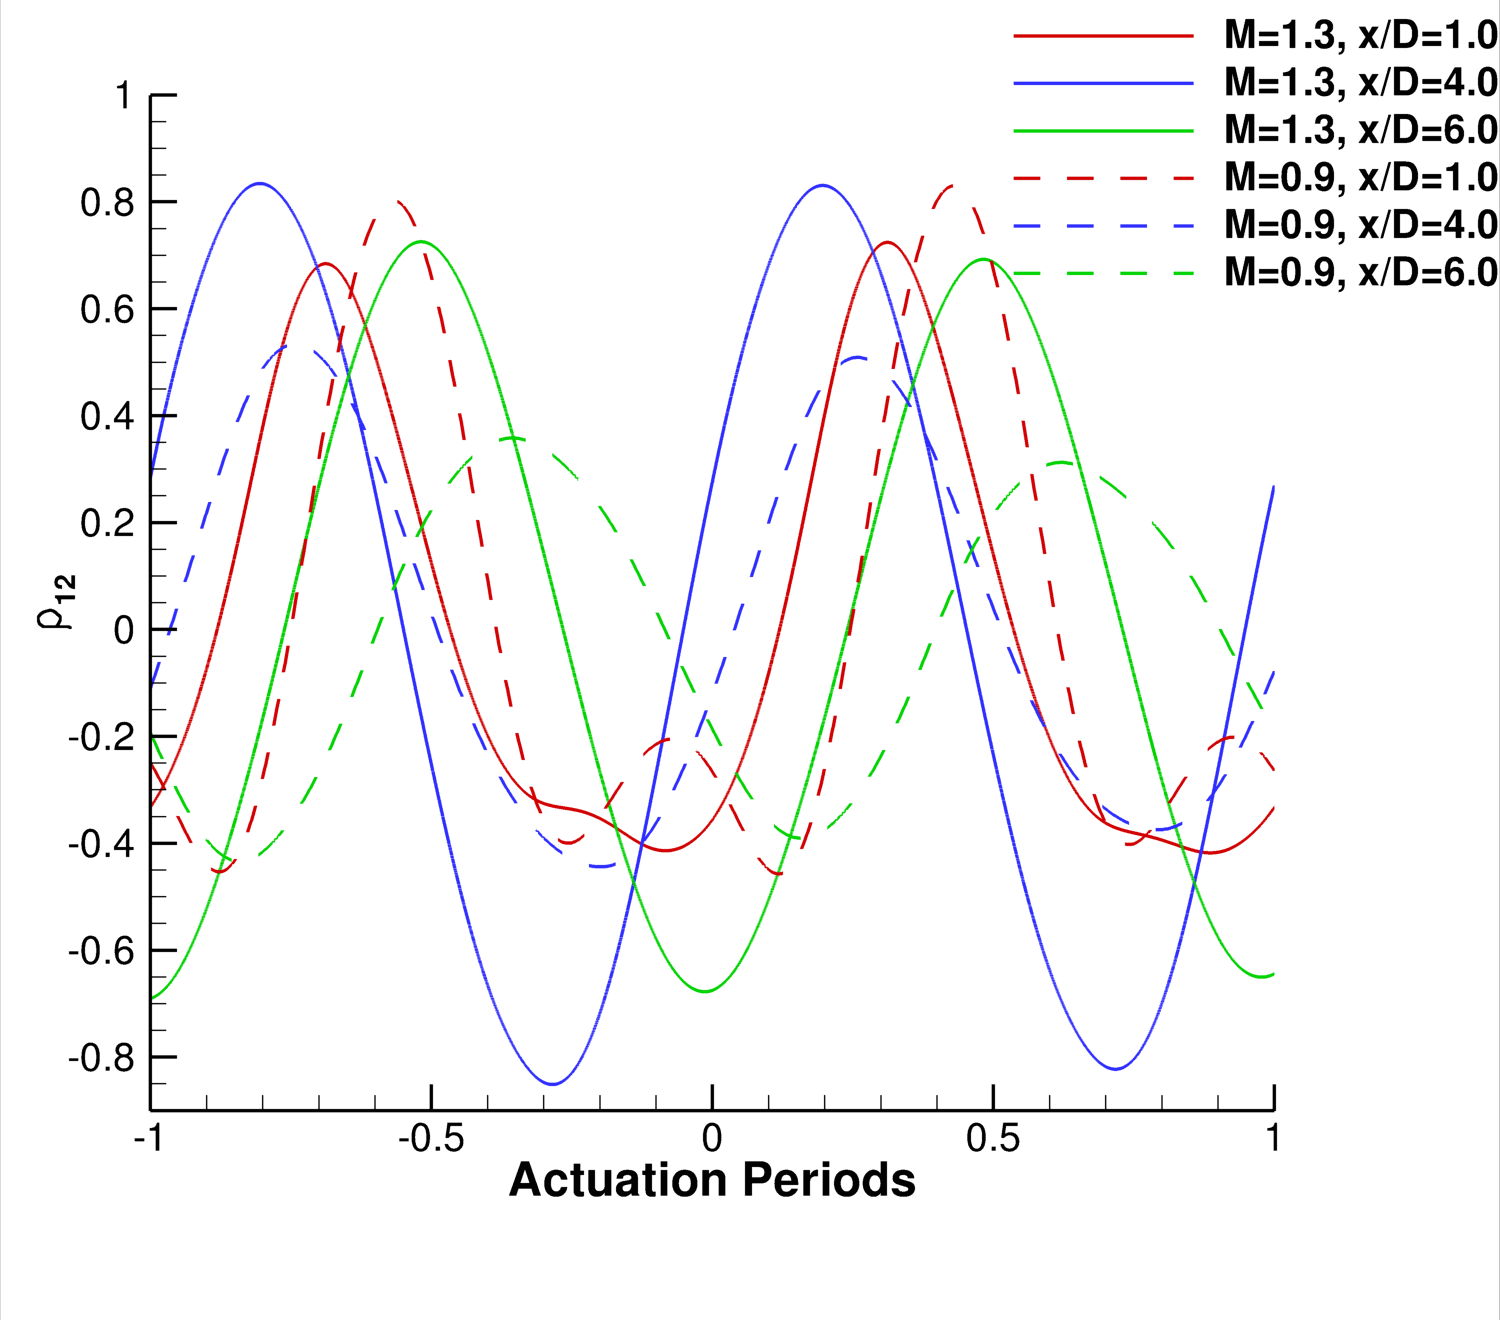 M=1.3, x/D=1.0
M=1.3, x/D=4.0
M=1.3, x/D=6.0
M=0.9, x/D=1.0
M=0.9, x/D=4.0
M=0.9, x/D=6.0
1
0.8
0.6
0.4
0.2
0
-0.2
-0.4
-0.6
-0.8
ρ12
-1 -0.5 0 0.5 1
Actuation Periods